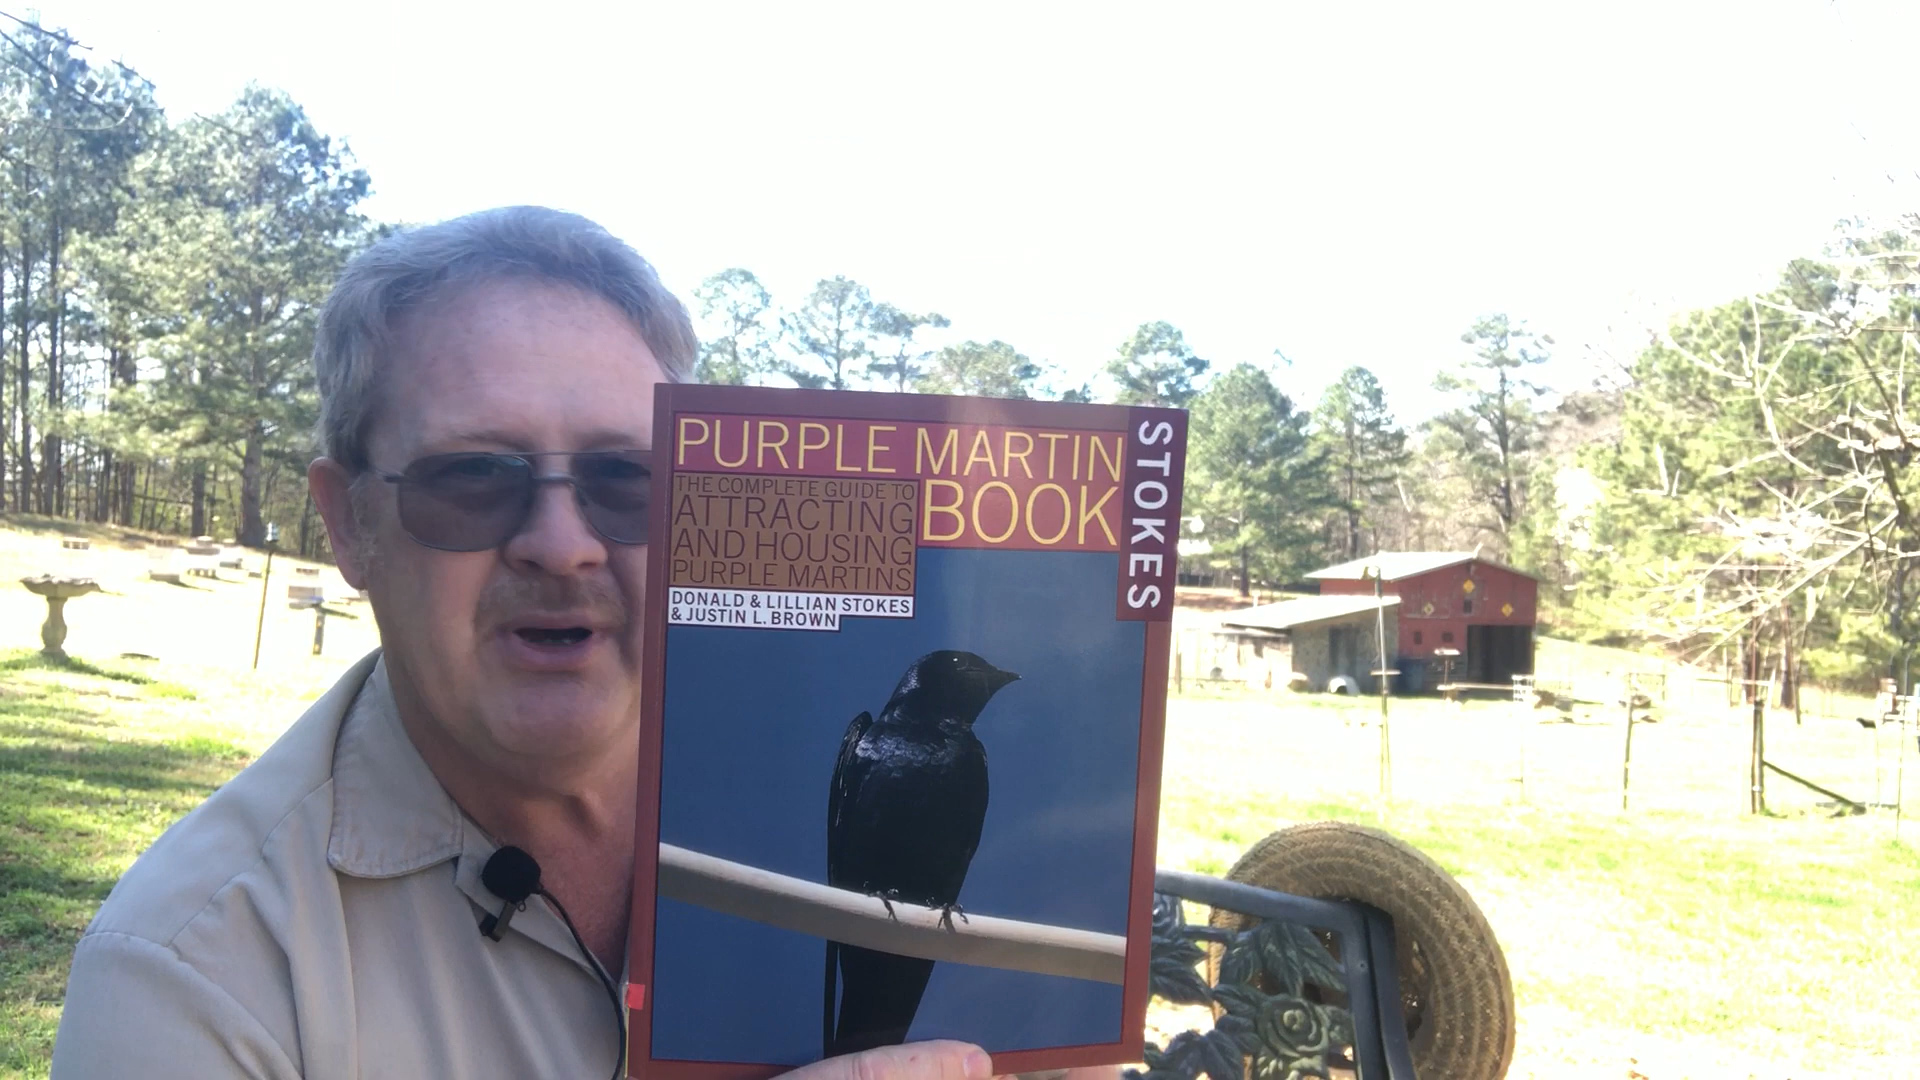 PURPLE MARTIN
BOOK
STOKES
THE COMPLETE GUIDE TO
ATTRACTING
AND HOUSING
PURPLE MARTINS
DONALD & LILLIAN STOKES
& JUSTIN L. BROWN